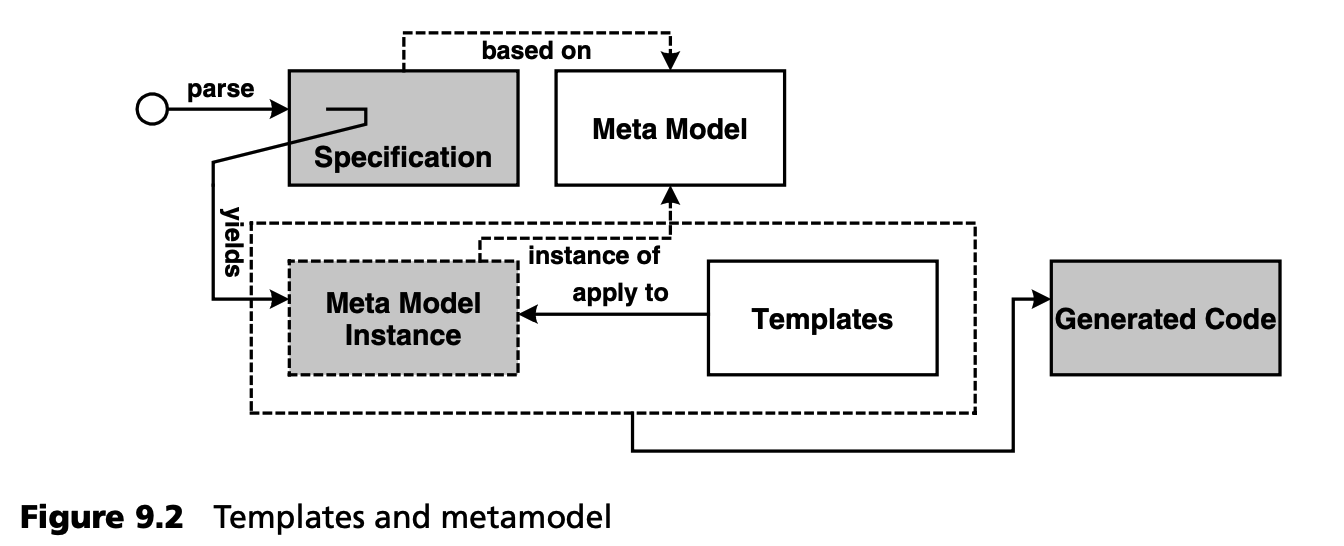 based on
parse
Meta Model
Specification
yields
instance of
apply to
Meta Model
Instance
Templates
Generated Code
Figure 9.2 Templates and metamodel